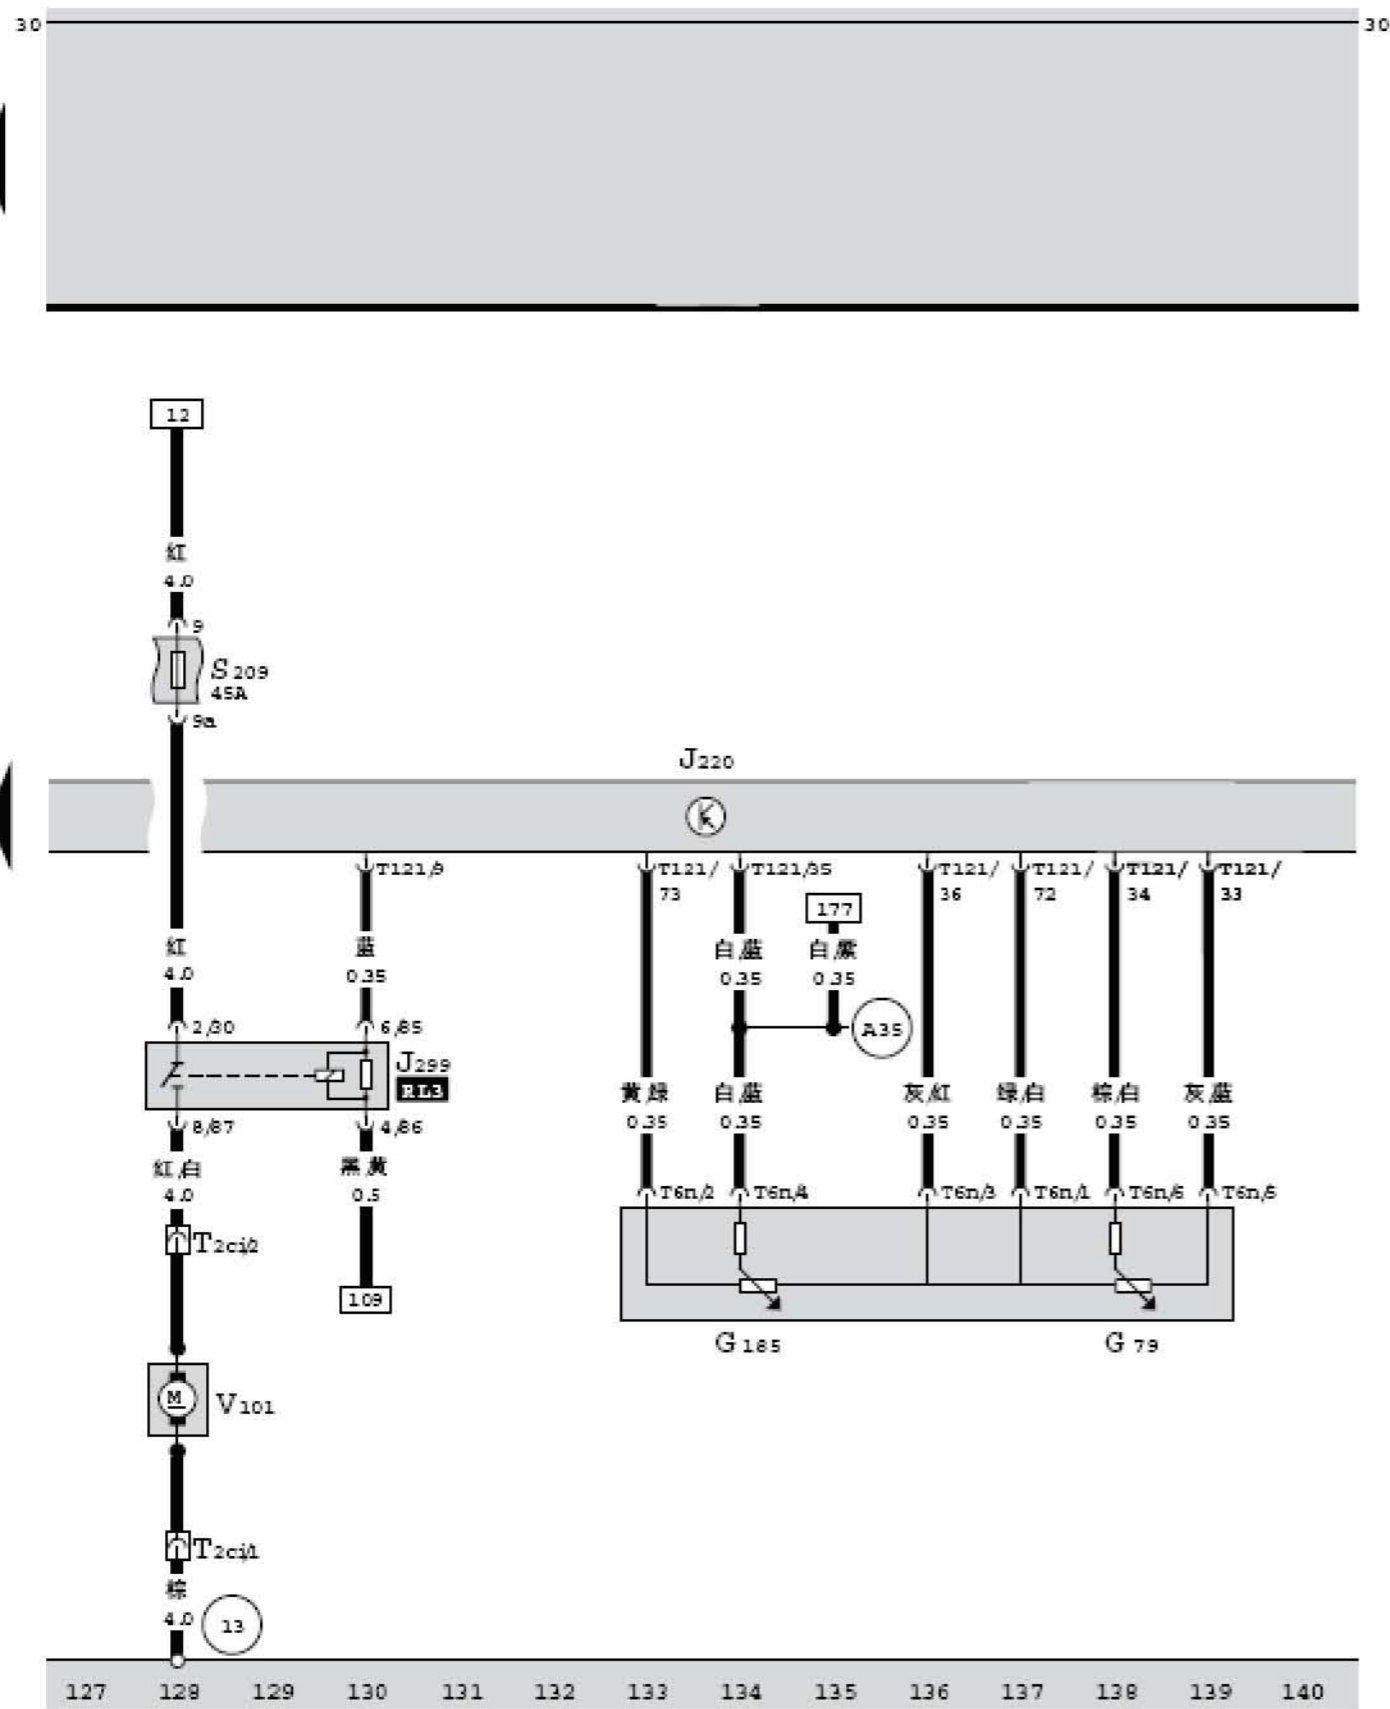 30 30
12
红
4.0
9
S209
45A
9a
J220
K
T121/9
T121/73
T121/35
177
T121/36
T121/72
T121/34
T121/33
红
4.0
蓝
0.35
白/蓝
0.35
白/紫
0.35
2/30
6/85
A35
J299
RL3
8/87
4/86
黄/绿
0.35
白/蓝
0.35
灰/红
0.35
绿/白
0.35
棕/白
0.35
灰/蓝
0.35
红/白
4.0
黑/黄
0.5
T6n/2
T6n/4
T6n/3
T6n/1
T6n/6
T6n/5
T2ci/2
109
G185
G79
M
V101
T2ci/1
棕
4.0
13
127 128 129 130 131 132 133 134 135 136 137 138 139 140